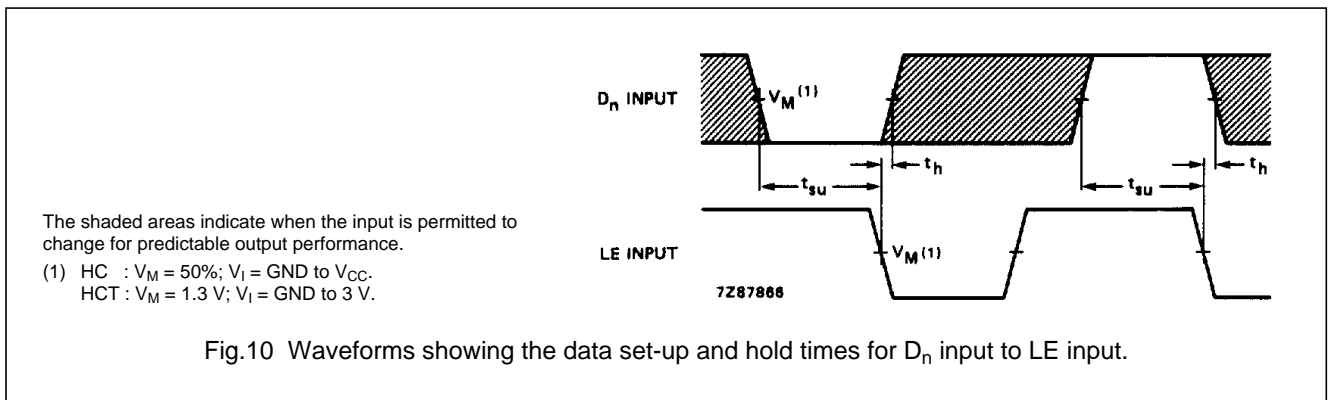 Dn INPUT
VM(1)
th
th
tsu
tsu
The shaded areas indicate when the input is permitted to
change for predictable output performance.
(1) HC : VM = 50%; VI = GND to VCC.
HCT : VM = 1.3 V; VI = GND to 3 V.
LE INPUT
VM(1)
7Z87866
Fig.10 Waveforms showing the data set-up and hold times for Dn input to LE input.